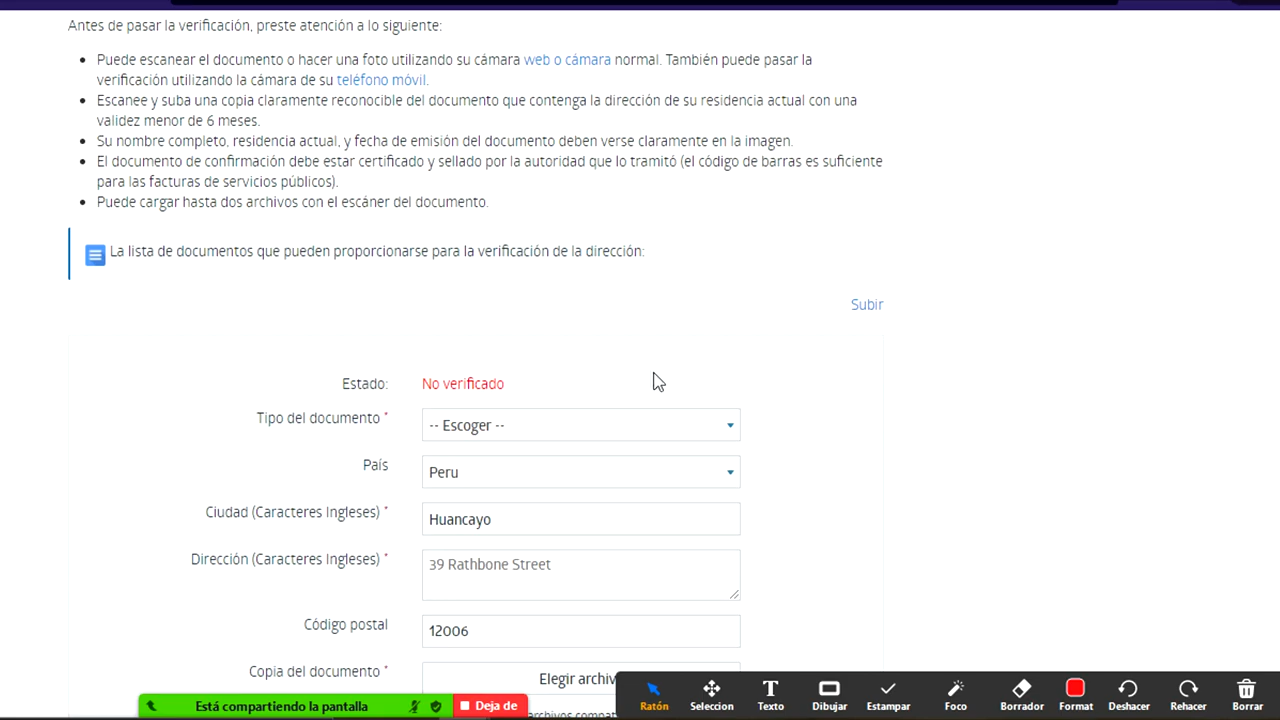 Antes de pasar la verificación, preste atención a lo siguiente:
Puede escanear el documento o hacer una foto utilizando su cámara web o cámara normal. También puede pasar la
verificación utilizando la cámara de su teléfono móvil.
Escanee y suba una copia claramente reconocible del documento que contenga la dirección de su residencia actual con una
validez menor de 6 meses.
Su nombre completo, residencia actual, y fecha de emisión del documento deben verse claramente en la imagen.
El documento de confirmación debe estar certificado y sellado por la autoridad que lo tramitó (el código de barras es suficiente
para las facturas de servicios públicos).
Puede cargar hasta dos archivos con el escáner del documento.
La lista de documentos que pueden proporcionarse para la verificación de la dirección:
Subir
Estado: No verificado
Tipo del documento * -- Escoger --
País Peru
Ciudad (Caracteres Ingleses) * Huancayo
Dirección (Caracteres Ingleses) * 39 Rathbone Street
Código postal 12006
Copia del documento * Elegir archiv
Está compartiendo la pantalla Deja de
Ratón Seleccion Texto Dibujar Estampar Foco Borrador Format Deshacer Rehacer Borrar